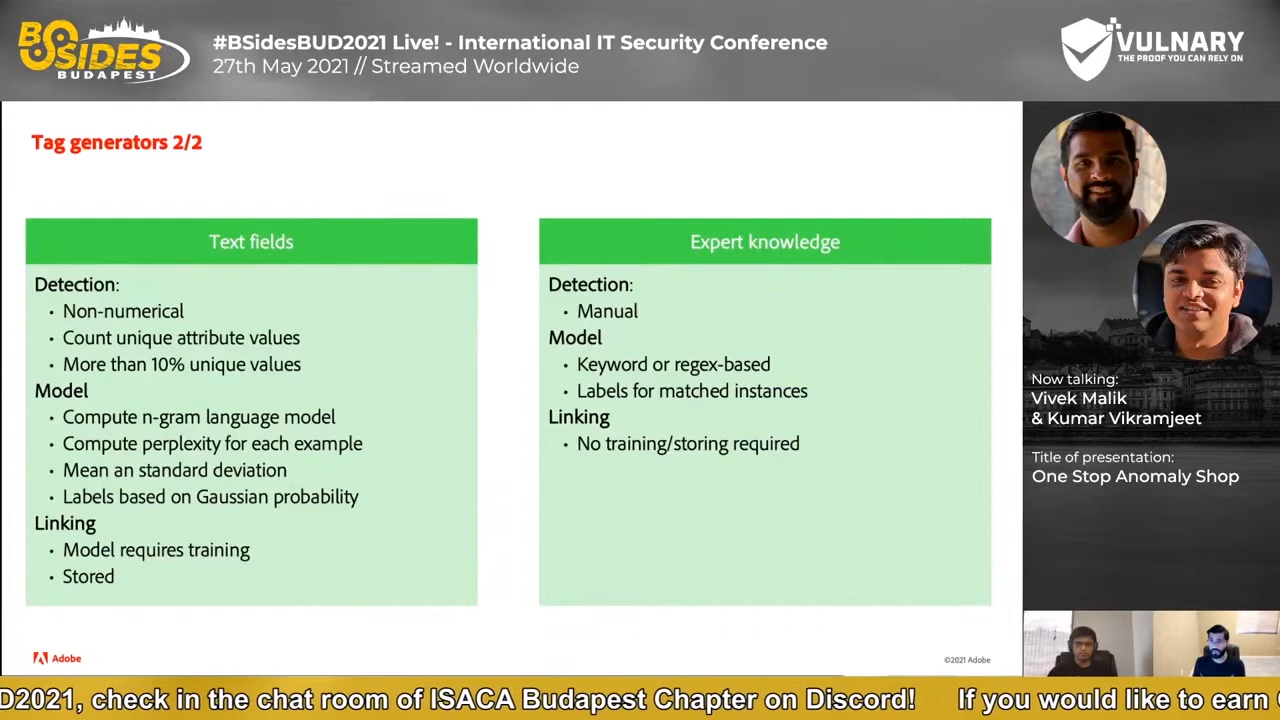 BSIDES
BUDAPEST
#BSidesBUD2021 Live! - International IT Security Conference
27th May 2021 // Streamed Worldwide
VULNARY
THE PROOF YOU CAN RELY ON
Tag generators 2/2
Text fields
Detection:
• Non-numerical
• Count unique attribute values
• More than 10% unique values
Model
• Compute n-gram language model
• Compute perplexity for each example
• Mean an standard deviation
• Labels based on Gaussian probability
Linking
• Model requires training
• Stored
Expert knowledge
Detection:
• Manual
Model
• Keyword or regex-based
• Labels for matched instances
Linking
• No training/storing required
Adobe
©2021 Adobe
Now talking:
Vivek Malik
& Kumar Vikramjeet
Title of presentation:
One Stop Anomaly Shop
D2021, check in the chat room of ISACA Budapest Chapter on Discord! If you would like to earn